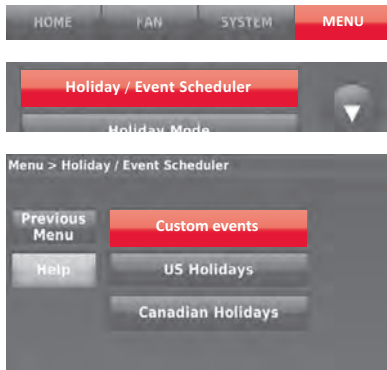 HOME FAN SYSTEM MENU
Holiday / Event Scheduler
Holiday Mode
Menu > Holiday / Event Scheduler
Previous
Menu
Custom events
Help
US Holidays
Canadian Holidays